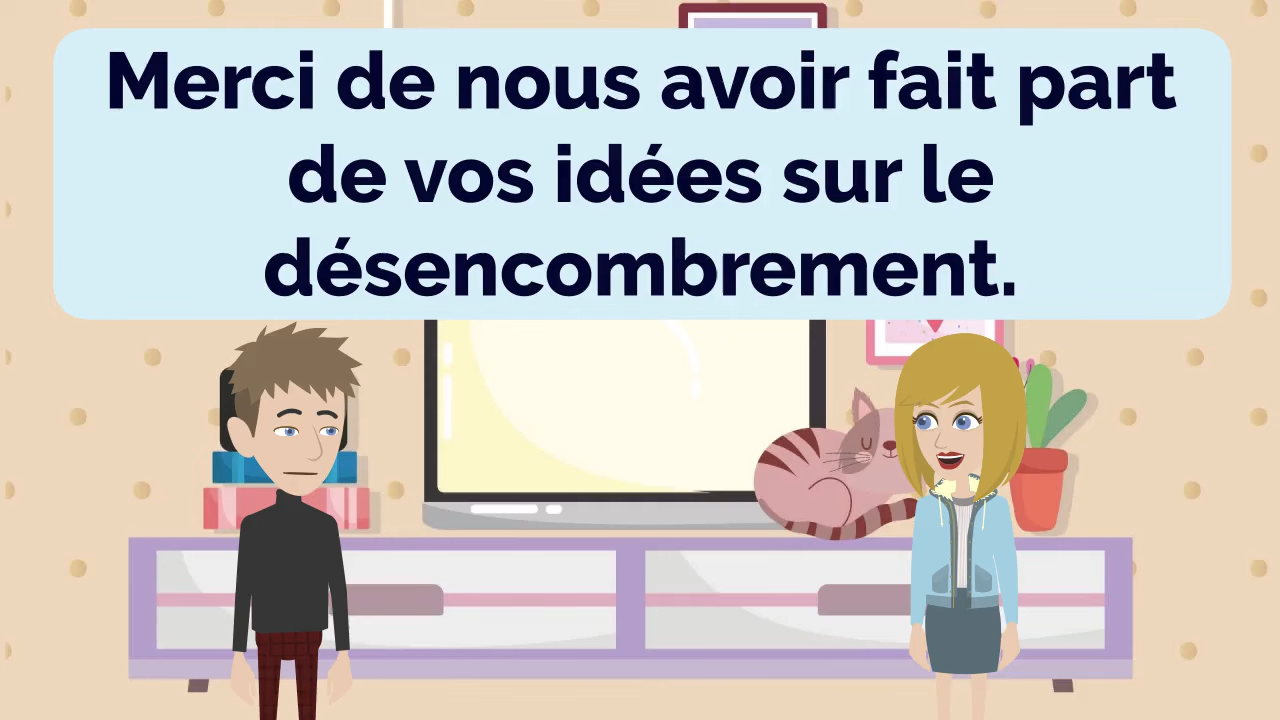 Merci de nous avoir fait part
de vos idées sur le
désencombrement.